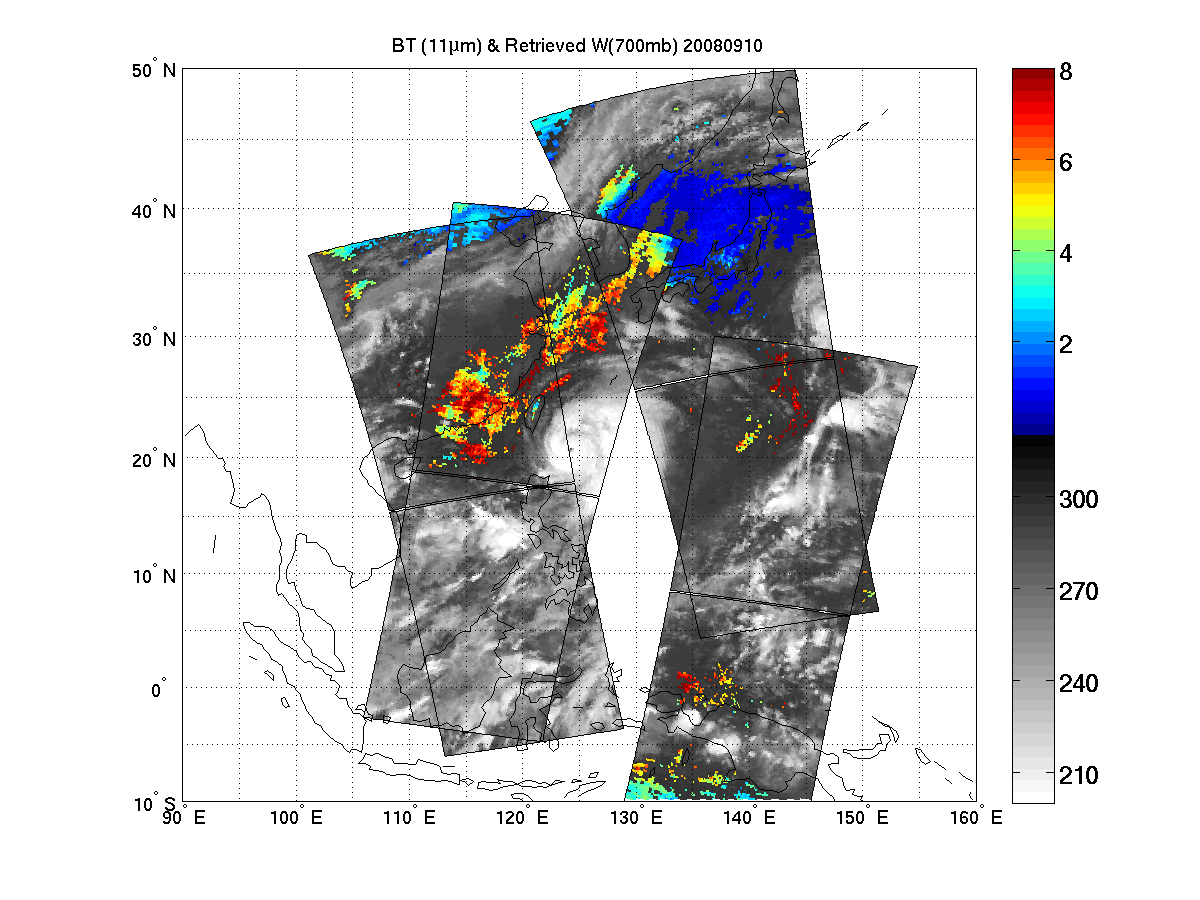 BT (11μm) & Retrieved W(700mb) 20080910
50° N
40° N
30° N
20° N
10° N
0°
10° S
90° E
100° E
110° E
120° E
130° E
140° E
150° E
160° E
8
6
4
2
300
270
240
210